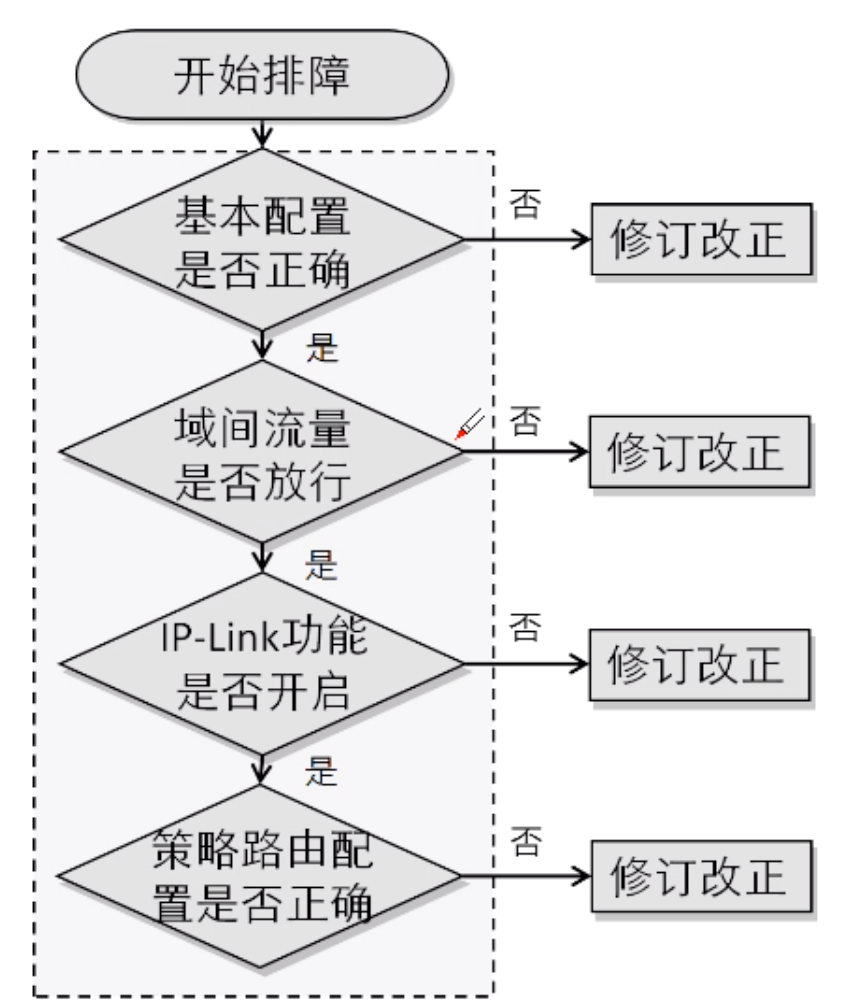 开始排障
基本配置
是否正确
否
修订改正
是
域间流量
是否放行
否
修订改正
是
IP-Link功能
是否开启
否
修订改正
是
策略路由配
置是否正确
否
修订改正